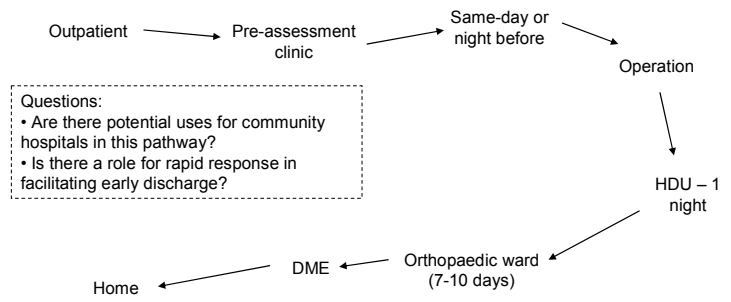 Outpatient
Pre-assessment
clinic
Same-day or
night before
Operation
Questions:
• Are there potential uses for community
hospitals in this pathway?
• Is there a role for rapid response in
facilitating early discharge?
HDU – 1
night
Orthopaedic ward
(7-10 days)
DME
Home